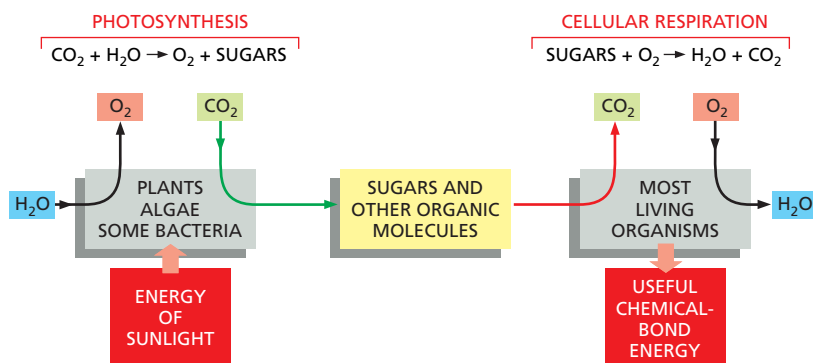 PHOTOSYNTHESIS
CO₂ + H₂O → O₂ + SUGARS
CELLULAR RESPIRATION
SUGARS + O₂ → H₂O + CO₂
O₂
CO₂
CO₂
O₂
H₂O
PLANTS
ALGAE
SOME BACTERIA
SUGARS AND
OTHER ORGANIC
MOLECULES
MOST
LIVING
ORGANISMS
H₂O
ENERGY
OF
SUNLIGHT
USEFUL
CHEMICAL-
BOND
ENERGY